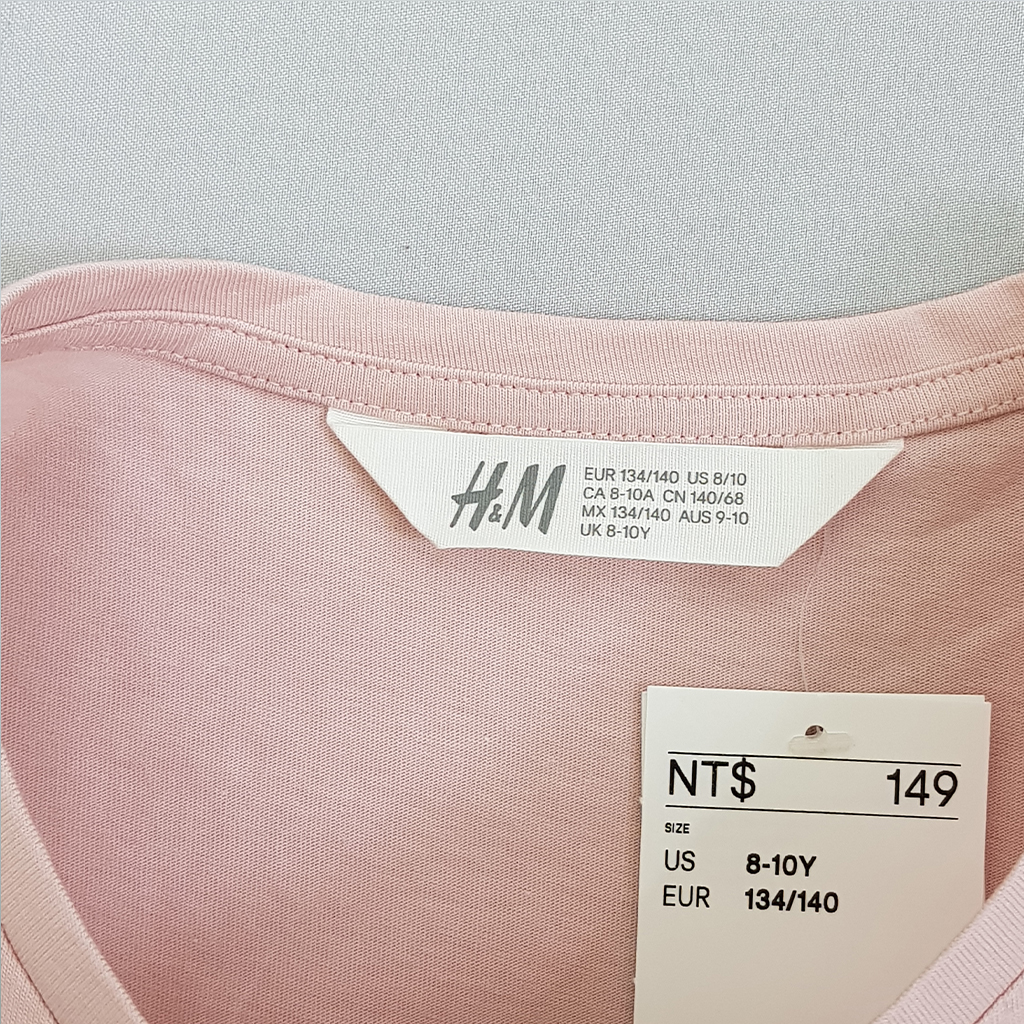 H&M
EUR 134/140 US 8/10
CA 8-10A CN 140/68
MX 134/140 AUS 9-10
UK 8-10Y
NT$ 149
SIZE
US 8-10Y
EUR 134/140